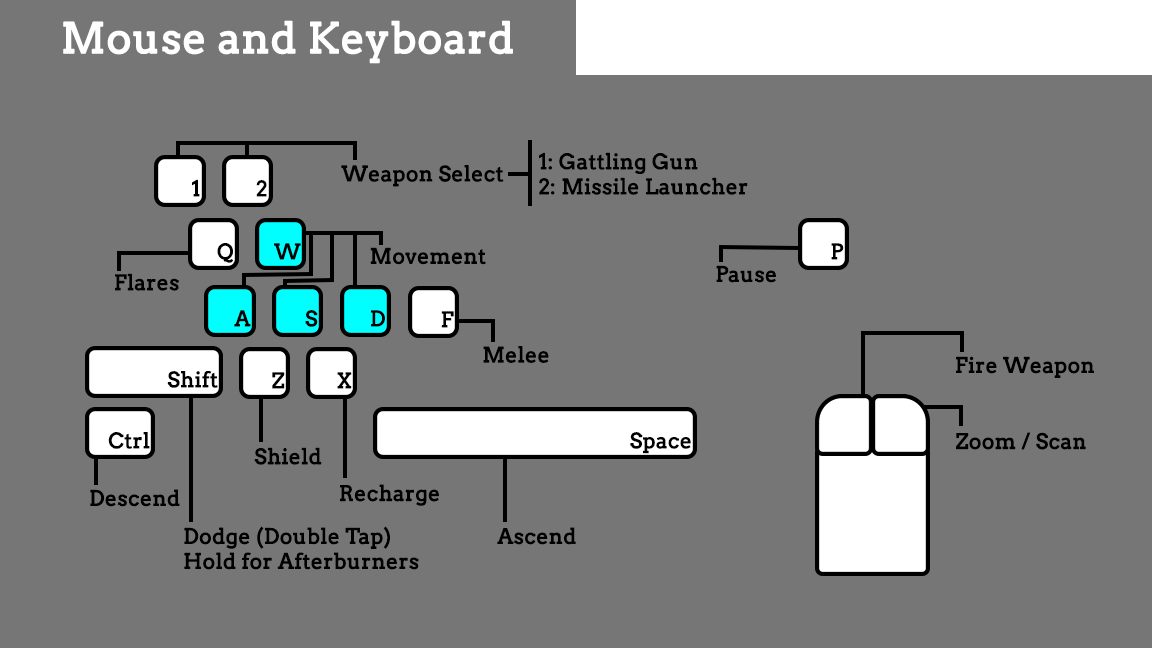 Mouse and Keyboard
1
2
Weapon Select
1: Gattling Gun
2: Missile Launcher
Q
W
Movement
P
Flares
Pause
A
S
D
F
Melee
Fire Weapon
Shift
Z
X
Ctrl
Space
Zoom / Scan
Shield
Descend
Recharge
Dodge (Double Tap)
Hold for Afterburners
Ascend